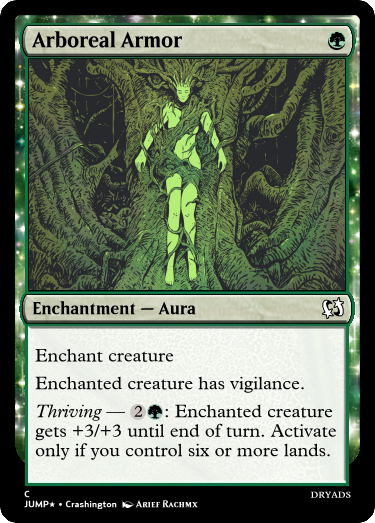 Arboreal Armor
Enchantment — Aura
Enchant creature
Enchanted creature has vigilance.
Thriving — 2: Enchanted creature
gets +3/+3 until end of turn. Activate
only if you control six or more lands.
C
DRYADS
JUMP★ • Crashington Arief Rachmx